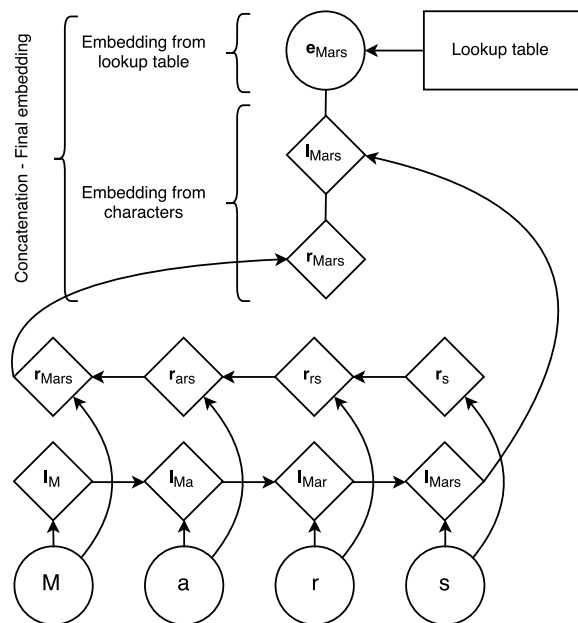 Concatenation - Final embedding
Embedding from
lookup table
e_Mars
Lookup table
l_Mars
Embedding from
characters
r_Mars
r_Mars
r_ars
r_rs
r_s
l_M
l_Ma
l_Mar
l_Mars
M
a
r
s